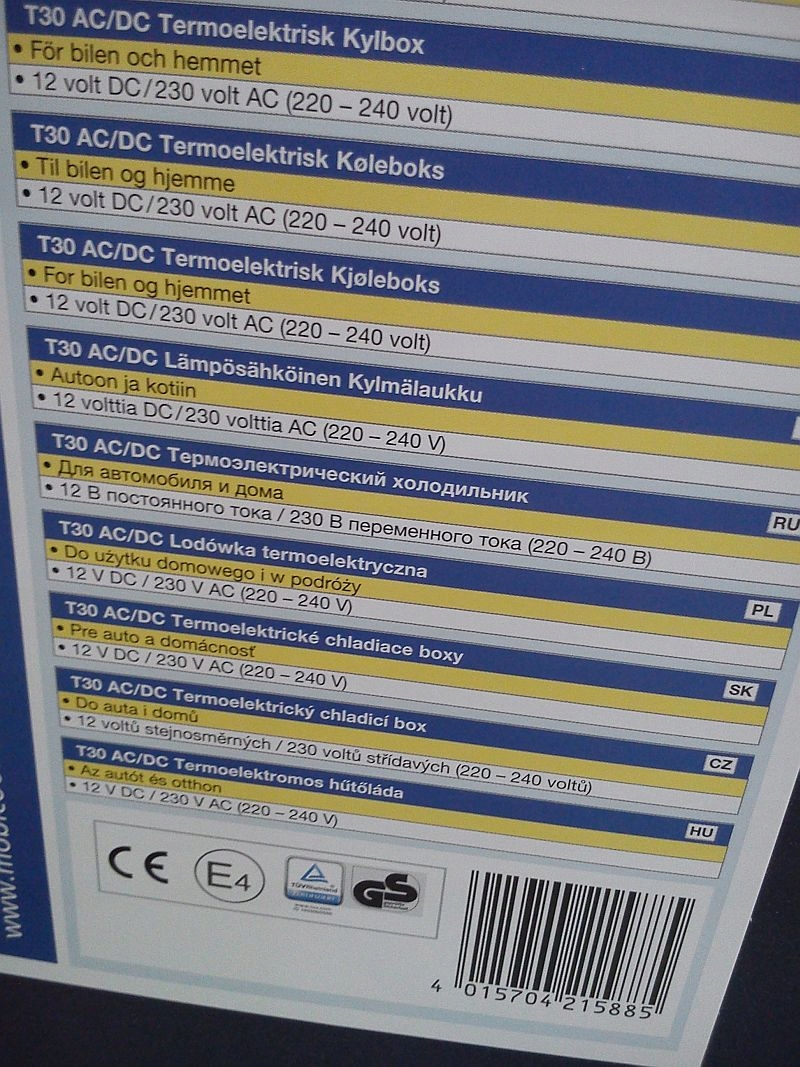 T30 AC/DC Termoelektrisk Kylbox
• För bilen och hemmet
• 12 volt DC/230 volt AC (220 – 240 volt)
T30 AC/DC Termoelektrisk Køleboks
• Til bilen og hjemme
• 12 volt DC/230 volt AC (220 – 240 volt)
T30 AC/DC Termoelektrisk Kjøleboks
• For bilen og hjemmet
• 12 volt DC/230 volt AC (220 – 240 volt)
T30 AC/DC Lämpösähköinen Kylmälaukku
• Autoon ja kotiin
• 12 volttia DC/230 volttia AC (220 – 240 V)
T30 AC/DC Термоэлектрический холодильник RU
• Для автомобиля и дома
• 12 В постоянного тока / 230 В переменного тока (220 – 240 В)
T30 AC/DC Lodówka termoelektryczna PL
• Do użytku domowego i w podróży
• 12 V DC / 230 V AC (220 – 240 V)
T30 AC/DC Termoelektrické chladiace boxy SK
• Pre auto a domácnosť
• 12 V DC / 230 V AC (220 – 240 V)
T30 AC/DC Termoelektrický chladicí box CZ
• Do auta i domů
• 12 voltů stejnosměrných / 230 voltů střídavých (220 – 240 voltů)
T30 AC/DC Termoelektromos hűtőláda HU
• Az autót és otthon
• 12 V DC / 230 V AC (220 – 240 V)
CE E4 TÜVRheinland GS
4 015704 215885